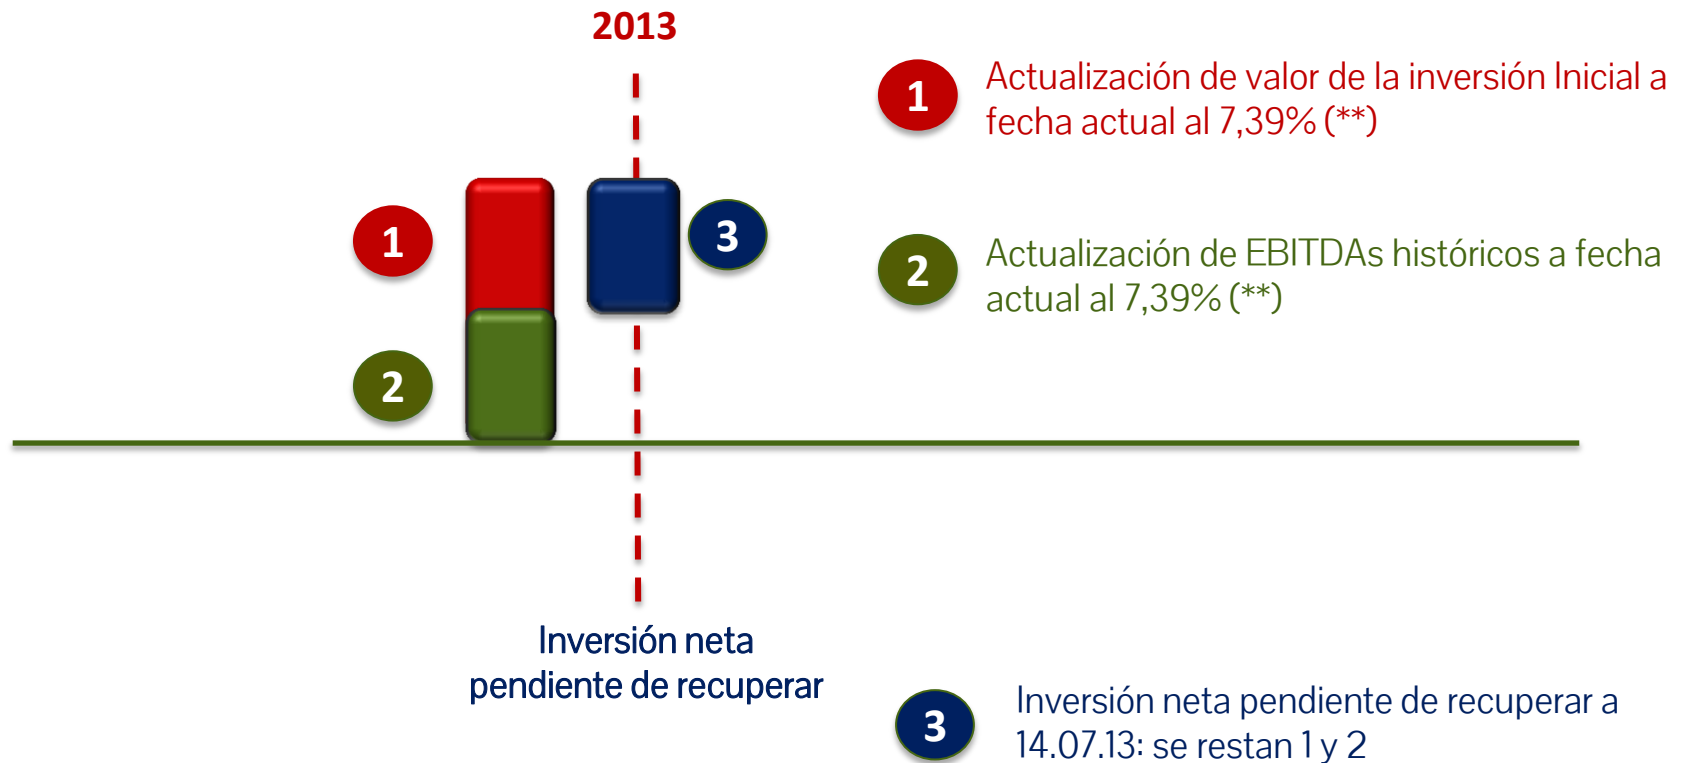 2013
1
Actualización de valor de la inversión Inicial a
fecha actual al 7,39% (**)
1
3
2
Actualización de EBITDAs históricos a fecha
actual al 7,39% (**)
2
Inversión neta
pendiente de recuperar
3
Inversión neta pendiente de recuperar a
14.07.13: se restan 1 y 2